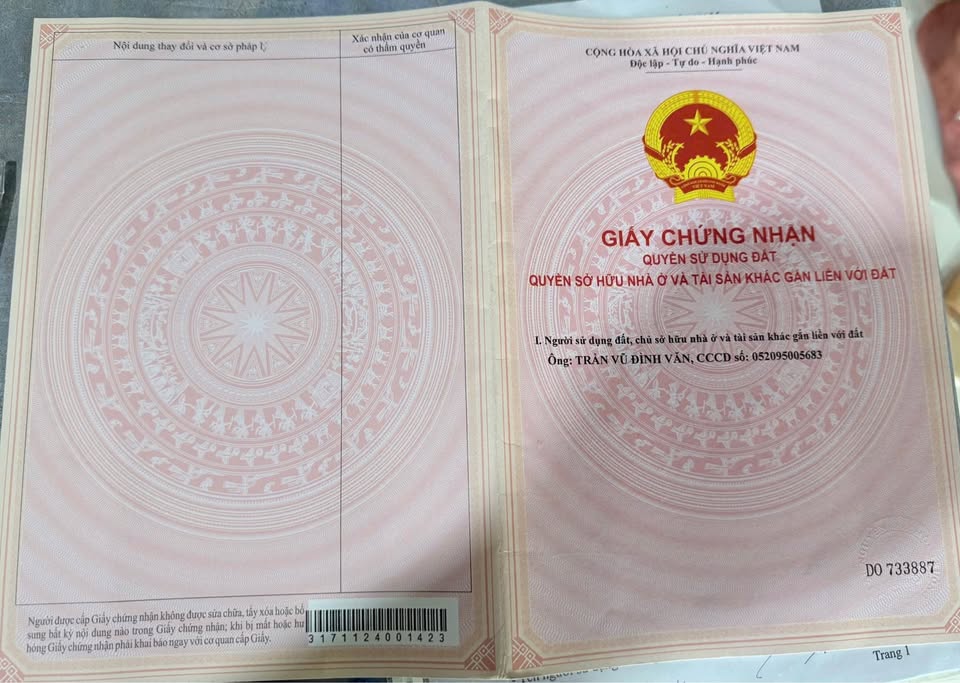 Nội dung thay đổi và cơ sở pháp l
Xác nhận của cơ quan
có thẩm quyền
Người được cấp Giấy chứng nhận không được sửa chữa, tẩy xóa hoặc bổ
sung bất kỳ nội dung nào trong Giấy chứng nhận; khi bị mất hoặc hư
hỏng Giấy chứng nhận phải khai báo ngay với cơ quan cấp Giấy.
3171124001423
CỘNG HÒA XÃ HỘI CHỦ NGHĨA VIỆT NAM
Độc lập - Tự do - Hạnh phúc
VIỆT NAM
GIẤY CHỨNG NHẬN
QUYỀN SỬ DỤNG ĐẤT
QUYỀN SỞ HỮU NHÀ Ở VÀ TÀI SẢN KHÁC GẮN LIỀN VỚI ĐẤT
I. Người sử dụng đất, chủ sở hữu nhà ở và tài sản khác gắn liền với đất
Ông: TRẦN VŨ ĐÌNH VĂN, CCCD số: 052095005683
DO 733887
Trang 1